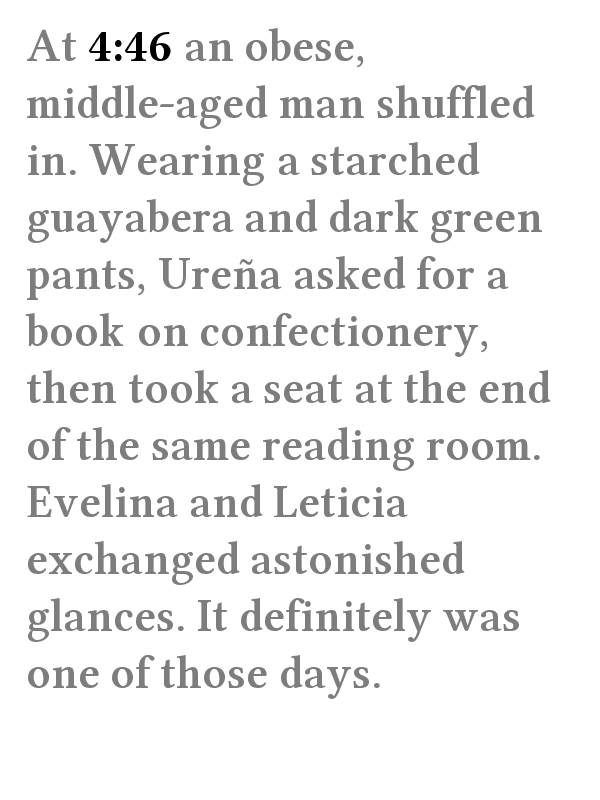 At 4:46 an obese,
middle-aged man shuffled
in. Wearing a starched
guayabera and dark green
pants, Ureña asked for a
book on confectionery,
then took a seat at the end
of the same reading room.
Evelina and Leticia
exchanged astonished
glances. It definitely was
one of those days.